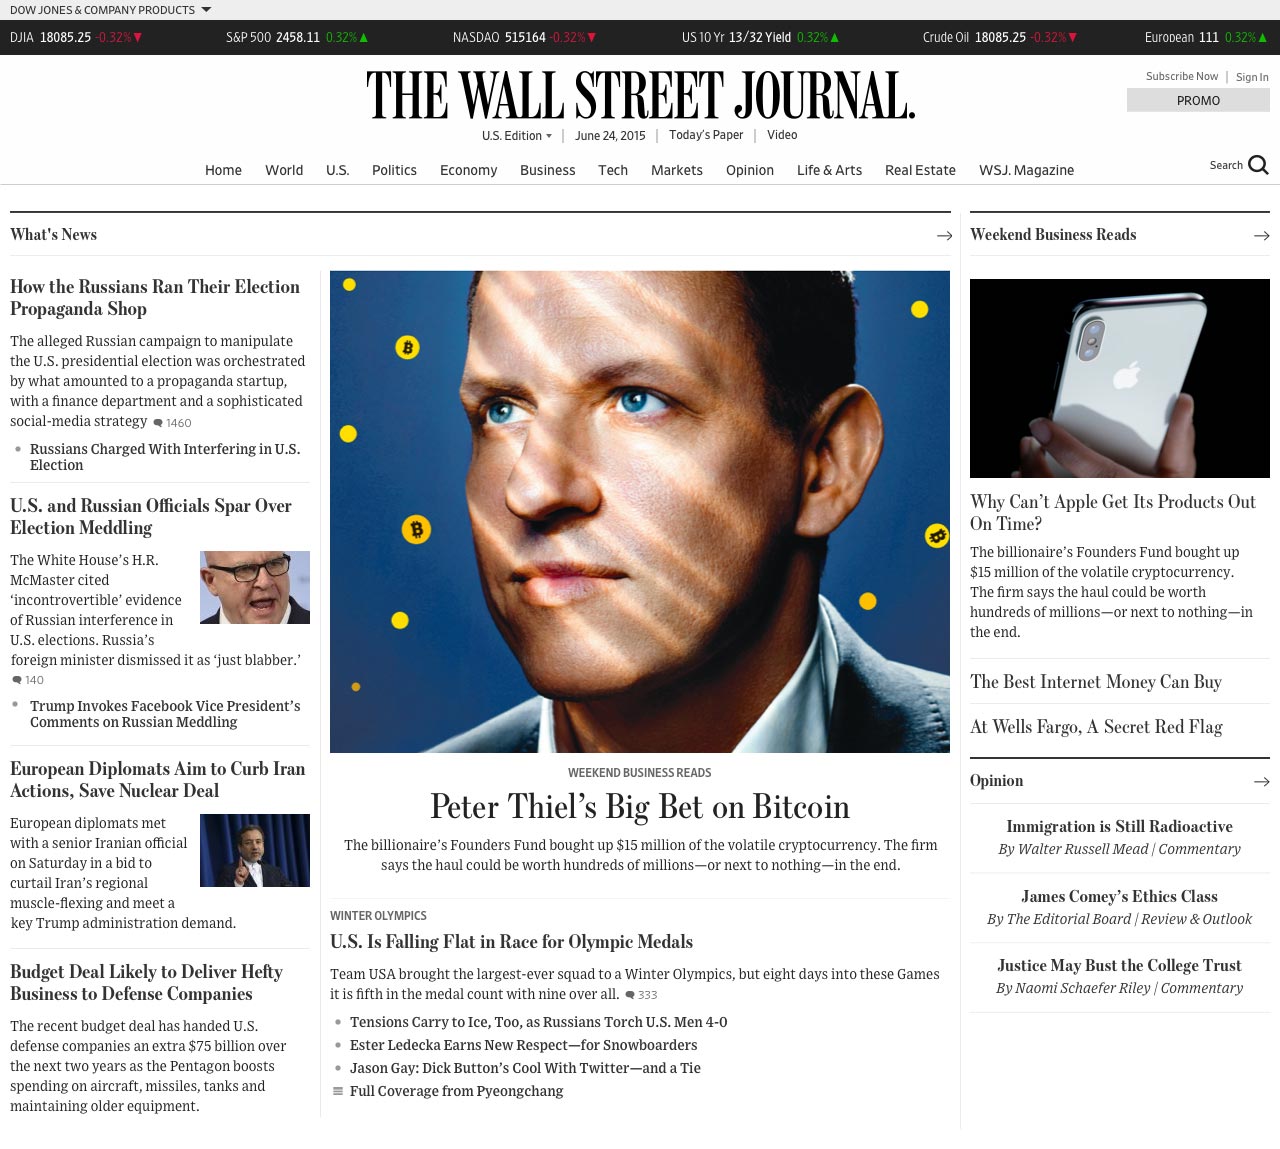 DOW JONES & COMPANY PRODUCTS
DJIA 18085.25 -0.32% S&P 500 2458.11 0.32% NASDAQ 515164 -0.32% US 10 Yr 13/32 Yield 0.32% Crude Oil 18085.25 -0.32% European 111 0.32%
THE WALL STREET JOURNAL.
Subscribe Now | Sign In
PROMO
U.S. Edition | June 24, 2015 | Today's Paper | Video
Home World U.S. Politics Economy Business Tech Markets Opinion Life & Arts Real Estate WSJ. Magazine
Search
What's News
How the Russians Ran Their Election
Propaganda Shop
The alleged Russian campaign to manipulate
the U.S. presidential election was orchestrated
by what amounted to a propaganda startup,
with a finance department and a sophisticated
social-media strategy 1460
Russians Charged With Interfering in U.S.
Election
U.S. and Russian Officials Spar Over
Election Meddling
The White House's H.R.
McMaster cited
‘incontrovertible’ evidence
of Russian interference in
U.S. elections. Russia's
foreign minister dismissed it as ‘just blabber.’
140
Trump Invokes Facebook Vice President's
Comments on Russian Meddling
European Diplomats Aim to Curb Iran
Actions, Save Nuclear Deal
European diplomats met
with a senior Iranian official
on Saturday in a bid to
curtail Iran's regional
muscle-flexing and meet a
key Trump administration demand.
Budget Deal Likely to Deliver Hefty
Business to Defense Companies
The recent budget deal has handed U.S.
defense companies an extra $75 billion over
the next two years as the Pentagon boosts
spending on aircraft, missiles, tanks and
maintaining older equipment.
WEEKEND BUSINESS READS
Peter Thiel's Big Bet on Bitcoin
The billionaire's Founders Fund bought up $15 million of the volatile cryptocurrency. The firm
says the haul could be worth hundreds of millions—or next to nothing—in the end.
WINTER OLYMPICS
U.S. Is Falling Flat in Race for Olympic Medals
Team USA brought the largest-ever squad to a Winter Olympics, but eight days into these Games
it is fifth in the medal count with nine over all. 333
Tensions Carry to Ice, Too, as Russians Torch U.S. Men 4-0
Ester Ledecka Earns New Respect—for Snowboarders
Jason Gay: Dick Button's Cool With Twitter—and a Tie
Full Coverage from Pyeongchang
Weekend Business Reads
Why Can't Apple Get Its Products Out
On Time?
The billionaire's Founders Fund bought up
$15 million of the volatile cryptocurrency.
The firm says the haul could be worth
hundreds of millions—or next to nothing—in
the end.
The Best Internet Money Can Buy
At Wells Fargo, A Secret Red Flag
Opinion
Immigration is Still Radioactive
By Walter Russell Mead | Commentary
James Comey's Ethics Class
By The Editorial Board | Review & Outlook
Justice May Bust the College Trust
By Naomi Schaefer Riley | Commentary